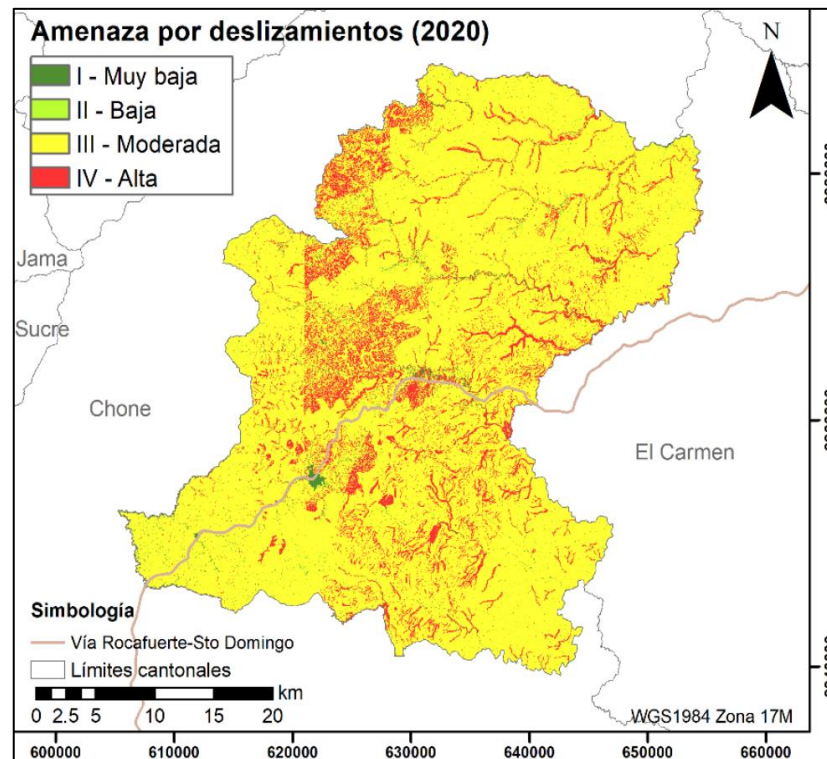 Amenaza por deslizamientos (2020)
N
I - Muy baja
II - Baja
III - Moderada
IV - Alta
Jama
Sucre
Chone
El Carmen
Simbología
Vía Rocafuerte-Sto Domingo
Límites cantonales
km
0 2.5 5 10 15 20
WGS1984 Zona 17M
600000 610000 620000 630000 640000 650000 660000